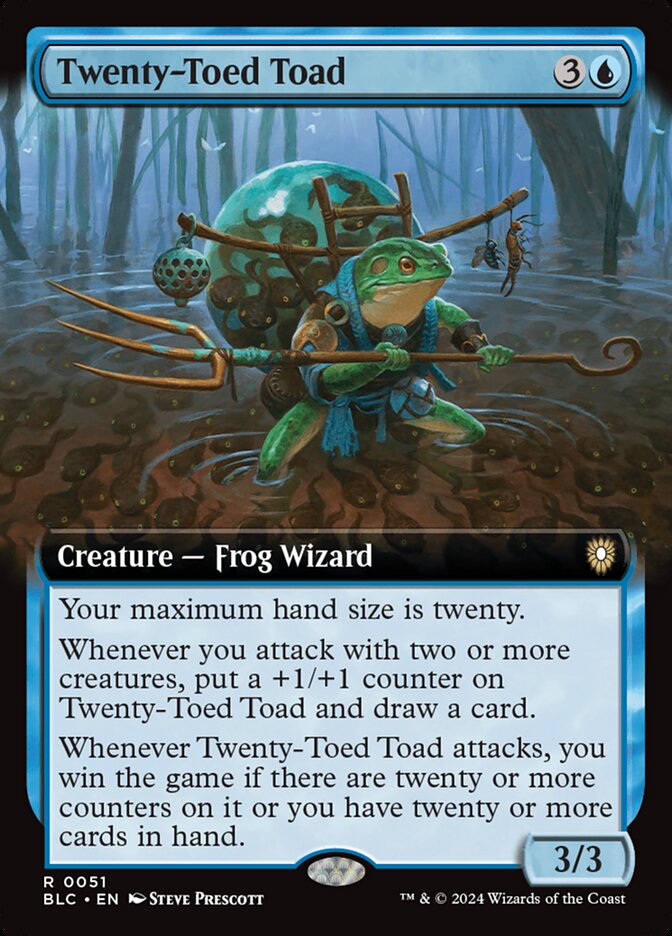 Twenty-Toed Toad 3
Creature — Frog Wizard
Your maximum hand size is twenty.
Whenever you attack with two or more
creatures, put a +1/+1 counter on
Twenty-Toed Toad and draw a card.
Whenever Twenty-Toed Toad attacks, you
win the game if there are twenty or more
counters on it or you have twenty or more
cards in hand.
3/3
R 0051
BLC • EN Steve Prescott
™ & © 2024 Wizards of the Coast